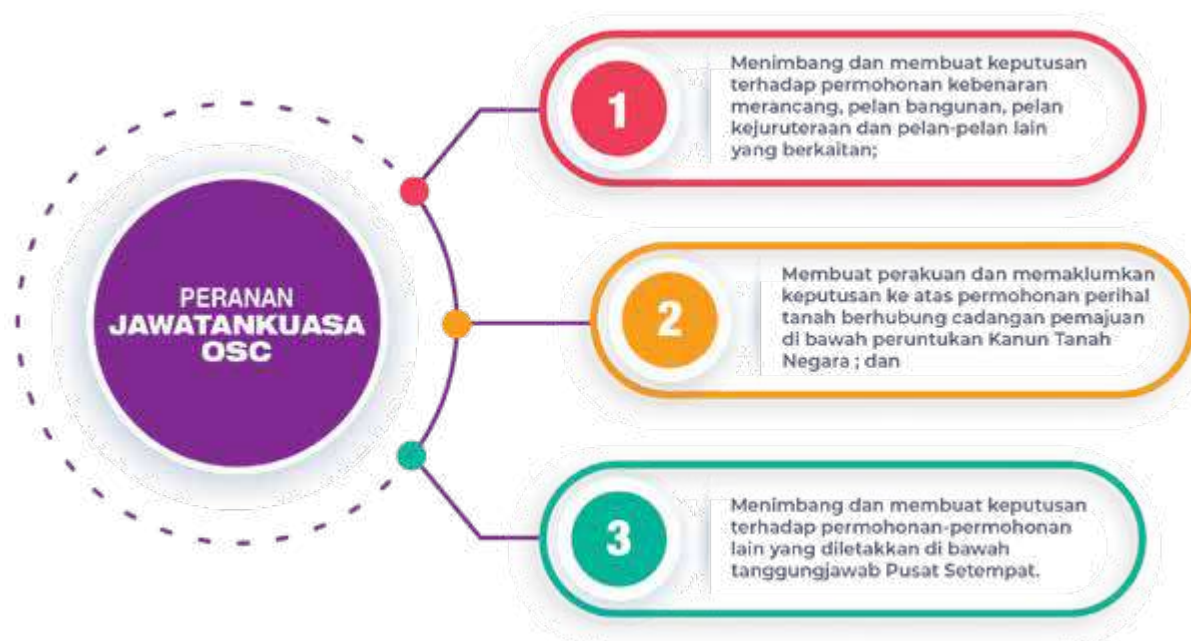 PERANAN
JAWATANKUASA
OSC
1
Menimbang dan membuat keputusan
terhadap permohonan kebenaran
merancang, pelan bangunan, pelan
kejuruteraan dan pelan-pelan lain
yang berkaitan;
2
Membuat perakuan dan memaklumkan
keputusan ke atas permohonan perihal
tanah berhubung cadangan pemajuan
di bawah peruntukan Kanun Tanah
Negara ; dan
3
Menimbang dan membuat keputusan
terhadap permohonan-permohonan
lain yang diletakkan di bawah
tanggungjawab Pusat Setempat.